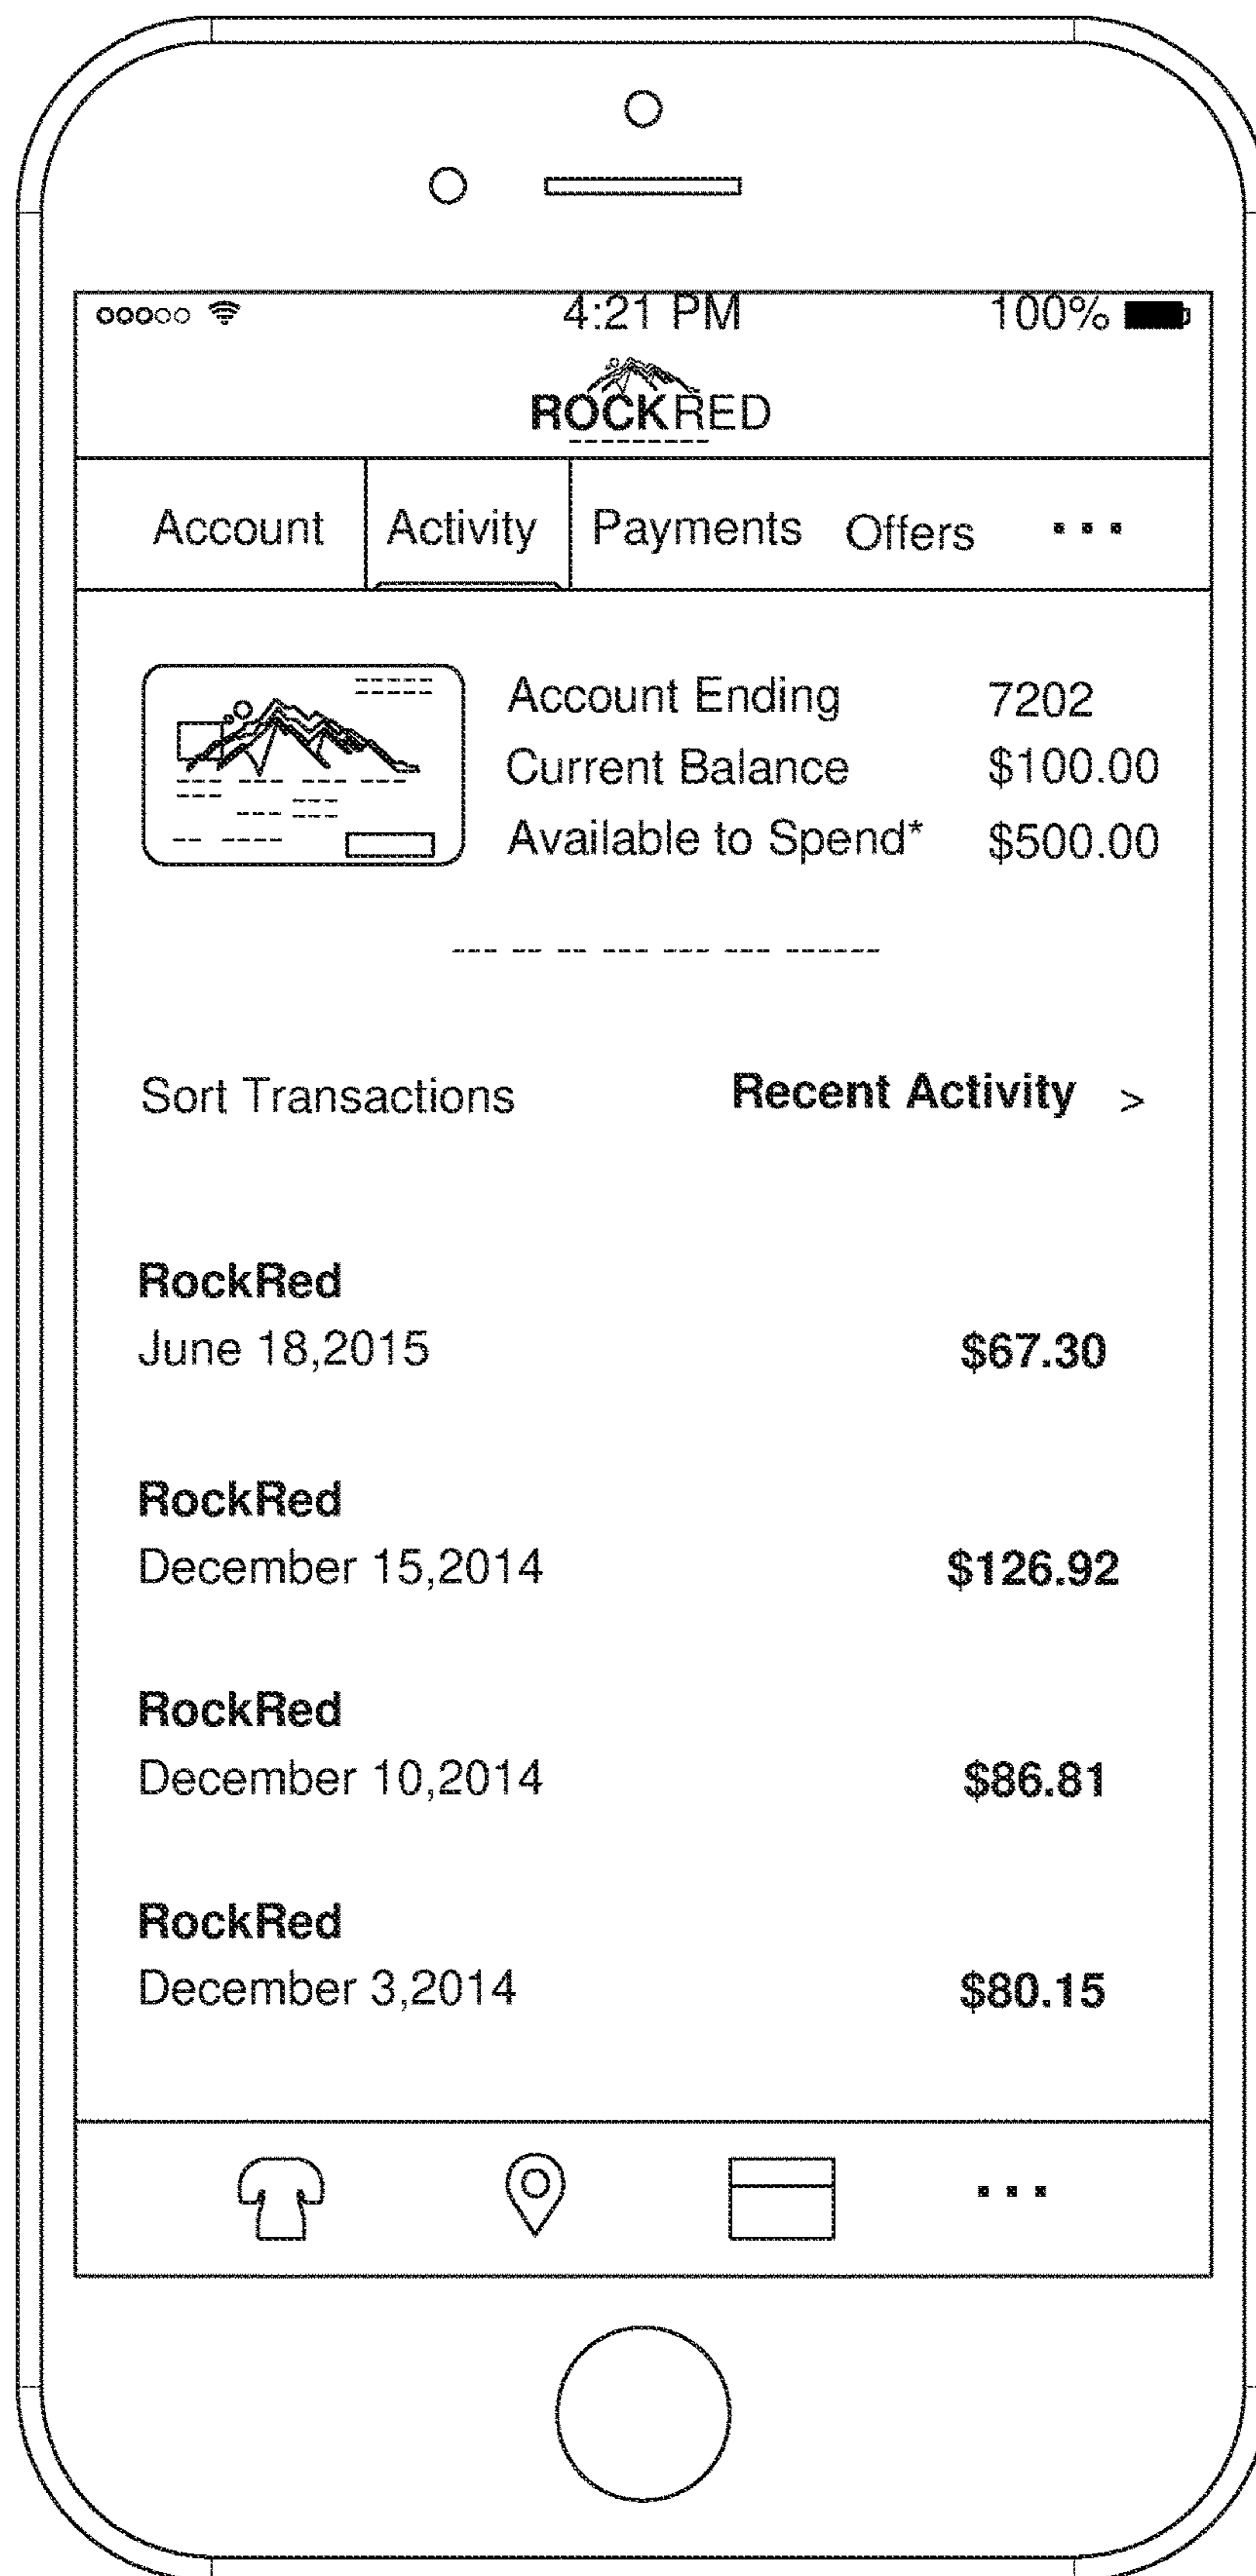 4:21 PM 100%
ROCKRED
Account Activity Payments Offers ...
Account Ending 7202
Current Balance $100.00
Available to Spend* $500.00
Sort Transactions Recent Activity >
RockRed
June 18,2015 $67.30
RockRed
December 15,2014 $126.92
RockRed
December 10,2014 $86.81
RockRed
December 3,2014 $80.15
...